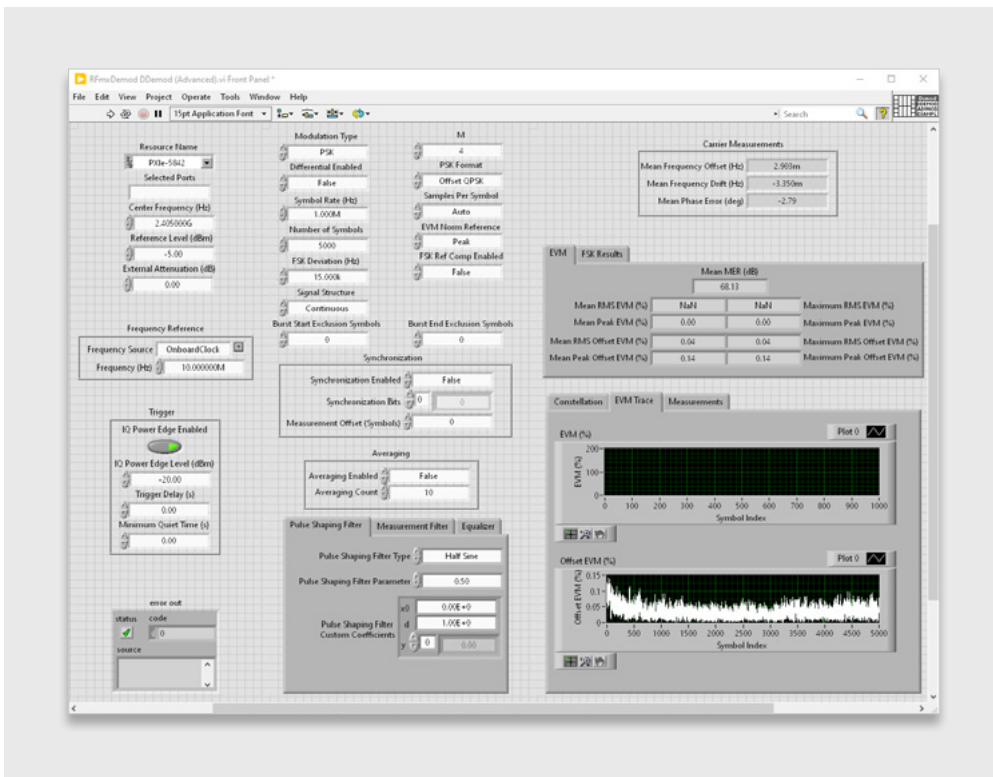 RFmxDemod DDemod (Advanced).vi Front Panel *
File Edit View Project Operate Tools Window Help
15pt Application Font
Search
Resource Name
PXIe-5842
Selected Ports
Center Frequency (Hz)
2.405000G
Reference Level (dBm)
-5.00
External Attenuation (dB)
0.00
Frequency Reference
Frequency Source OnboardClock
Frequency (Hz) 10.000000M
Trigger
IQ Power Edge Enabled
IQ Power Edge Level (dBm)
-20.00
Trigger Delay (s)
0.00
Minimum Quiet Time (s)
0.00
error out
status code
0
source
Modulation Type
PSK
Differential Enabled
False
Symbol Rate (Hz)
1.000M
Number of Symbols
5000
FSK Deviation (Hz)
15.000k
Signal Structure
Continuous
Burst Start Exclusion Symbols
0
M
4
PSK Format
Offset QPSK
Samples Per Symbol
Auto
EVM Norm Reference
Peak
FSK Ref Comp Enabled
False
Burst End Exclusion Symbols
0
Synchronization
Synchronization Enabled False
Synchronization Bits 0 0
Measurement Offset (Symbols) 0
Averaging
Averaging Enabled False
Averaging Count 10
Pulse Shaping Filter Measurement Filter Equalizer
Pulse Shaping Filter Type Half Sine
Pulse Shaping Filter Parameter 0.50
Pulse Shaping Filter Custom Coefficients
x0 0.00E+0
d 1.00E+0
y 0 0.00
Carrier Measurements
Mean Frequency Offset (Hz) 2.903m
Mean Frequency Drift (Hz) -3.350m
Mean Phase Error (deg) -2.79
EVM FSK Results
Mean MER (dB)
68.13
Mean RMS EVM (%) NaN NaN Maximum RMS EVM (%)
Mean Peak EVM (%) 0.00 0.00 Maximum Peak EVM (%)
Mean RMS Offset EVM (%) 0.04 0.04 Maximum RMS Offset EVM (%)
Mean Peak Offset EVM (%) 0.14 0.14 Maximum Peak Offset EVM (%)
Constellation EVM Trace Measurements
EVM (%)
Plot 0
EVM (%)
200
100
0
0 100 200 300 400 500 600 700 800 900 1000
Symbol Index
Offset EVM (%)
Plot 0
Offset EVM (%)
0.15
0.1
0.05
0
0 500 1000 1500 2000 2500 3000 3500 4000 4500 5000
Symbol Index